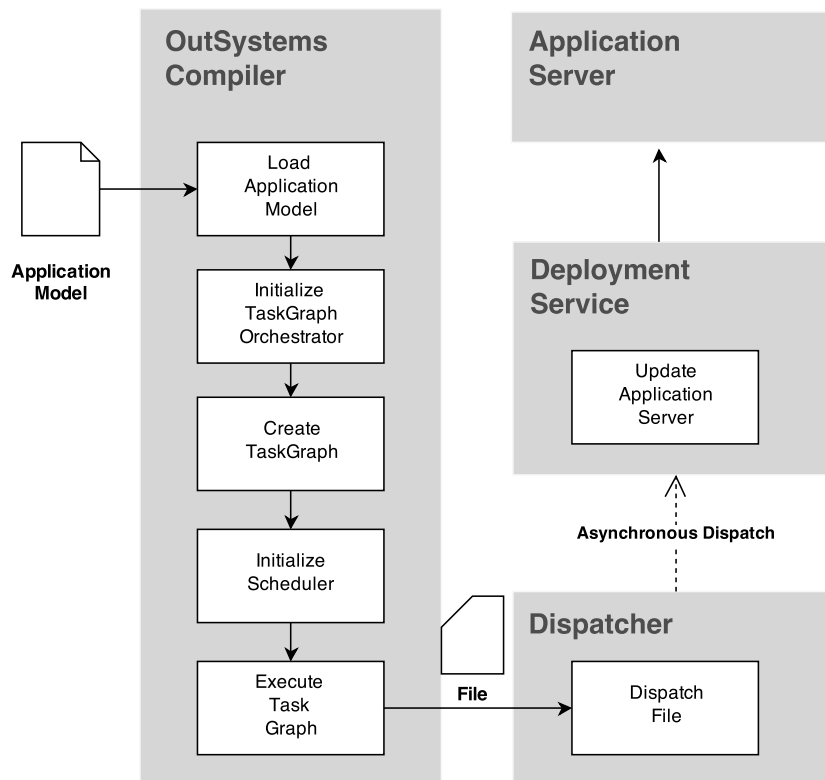 OutSystems
Compiler
Application
Server
Load
Application
Model
Application
Model
Initialize
TaskGraph
Orchestrator
Deployment
Service
Update
Application
Server
Create
TaskGraph
Asynchronous Dispatch
Initialize
Scheduler
Dispatcher
Execute
Task
Graph
File
Dispatch
File